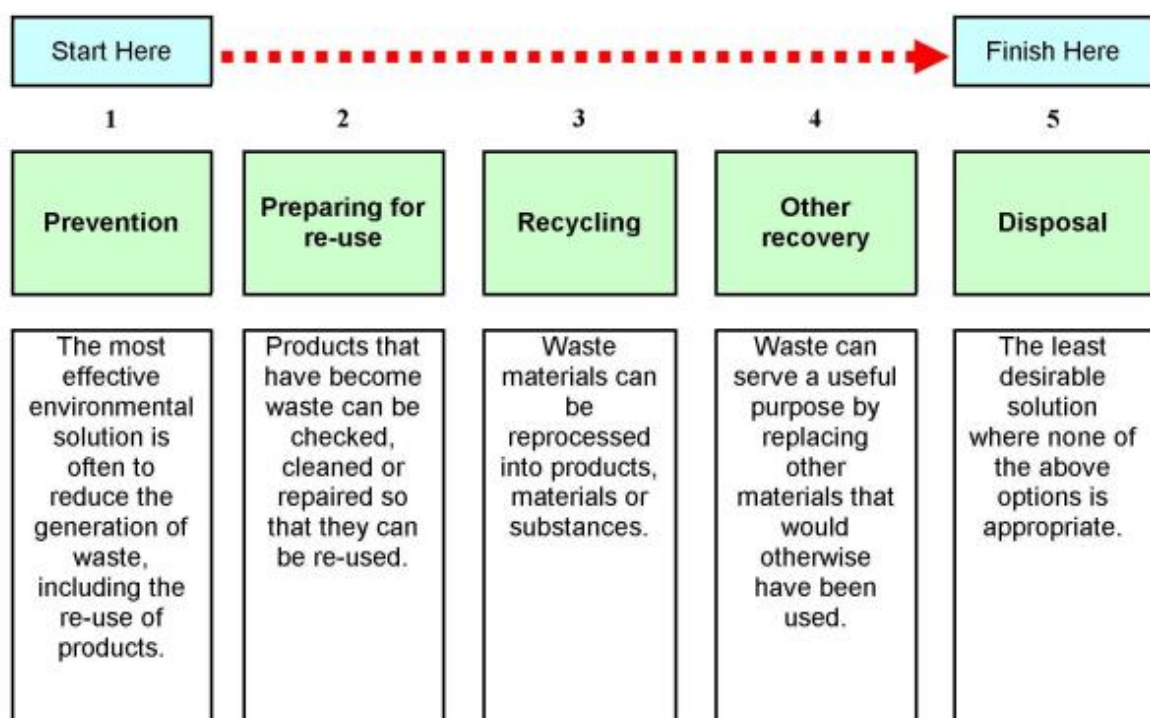 Start Here
Finish Here
1
2
3
4
5
Prevention
Preparing for
re-use
Recycling
Other
recovery
Disposal
The most
effective
environmental
solution is
often to
reduce the
generation of
waste,
including the
re-use of
products.
Products that
have become
waste can be
checked,
cleaned or
repaired so
that they can
be re-used.
Waste
materials can
be
reprocessed
into products,
materials or
substances.
Waste can
serve a useful
purpose by
replacing
other
materials that
would
otherwise
have been
used.
The least
desirable
solution
where none of
the above
options is
appropriate.